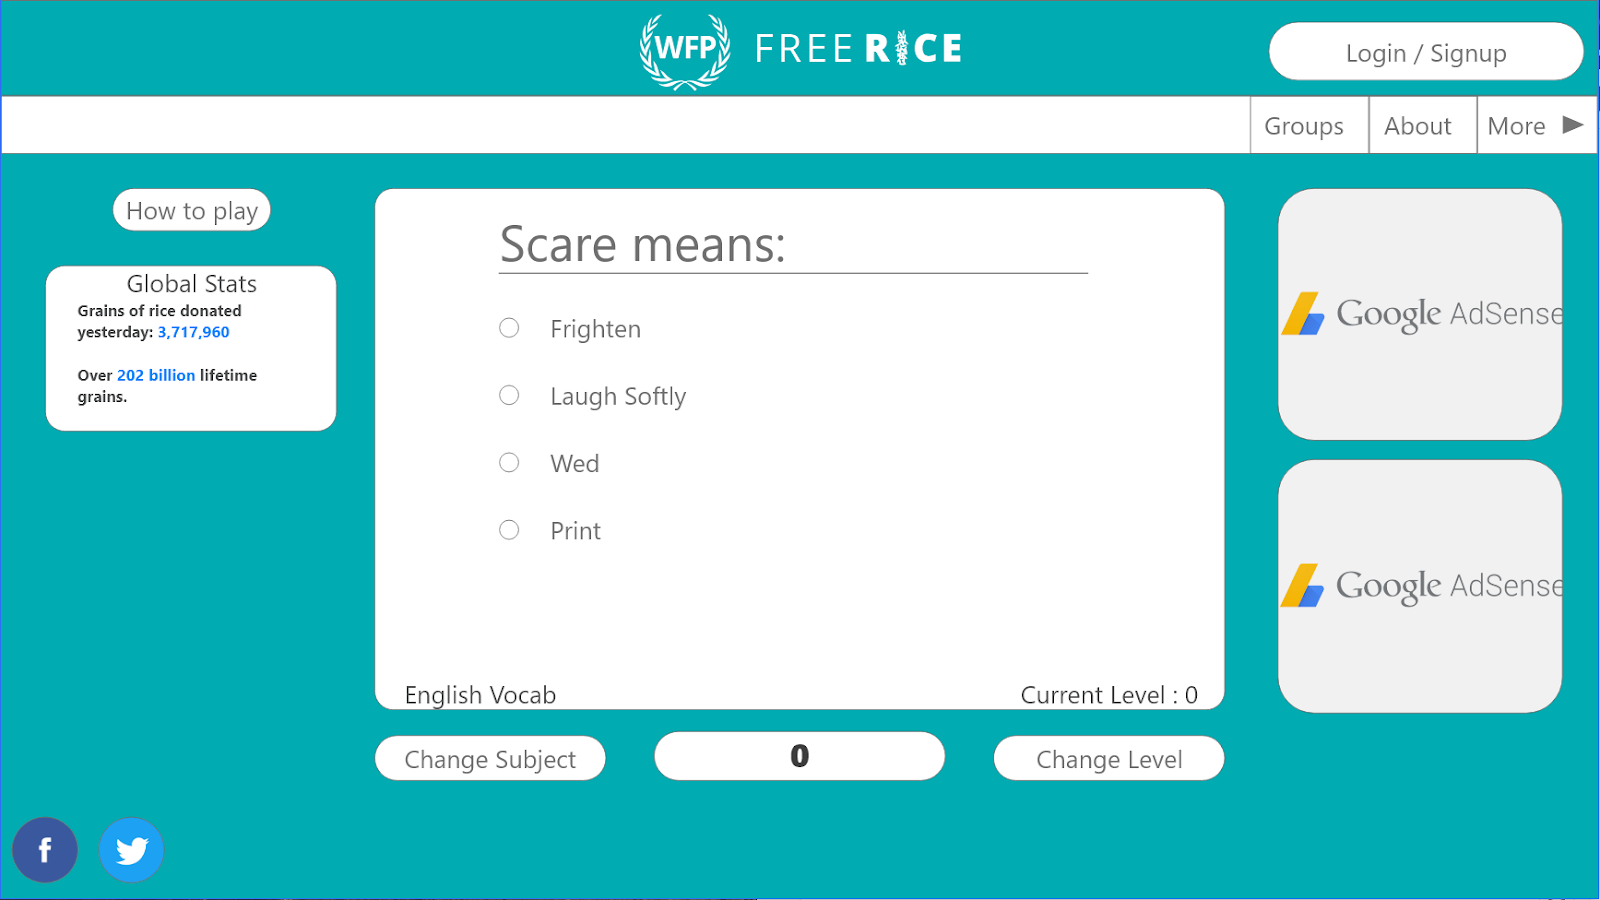 WFP FREE RICE
Login / Signup
Groups
About
More
How to play
Global Stats
Grains of rice donated
yesterday: 3,717,960
Over 202 billion lifetime
grains.
Scare means:
Frighten
Laugh Softly
Wed
Print
English Vocab
Current Level : 0
Change Subject
0
Change Level
Google AdSense
Google AdSense
f